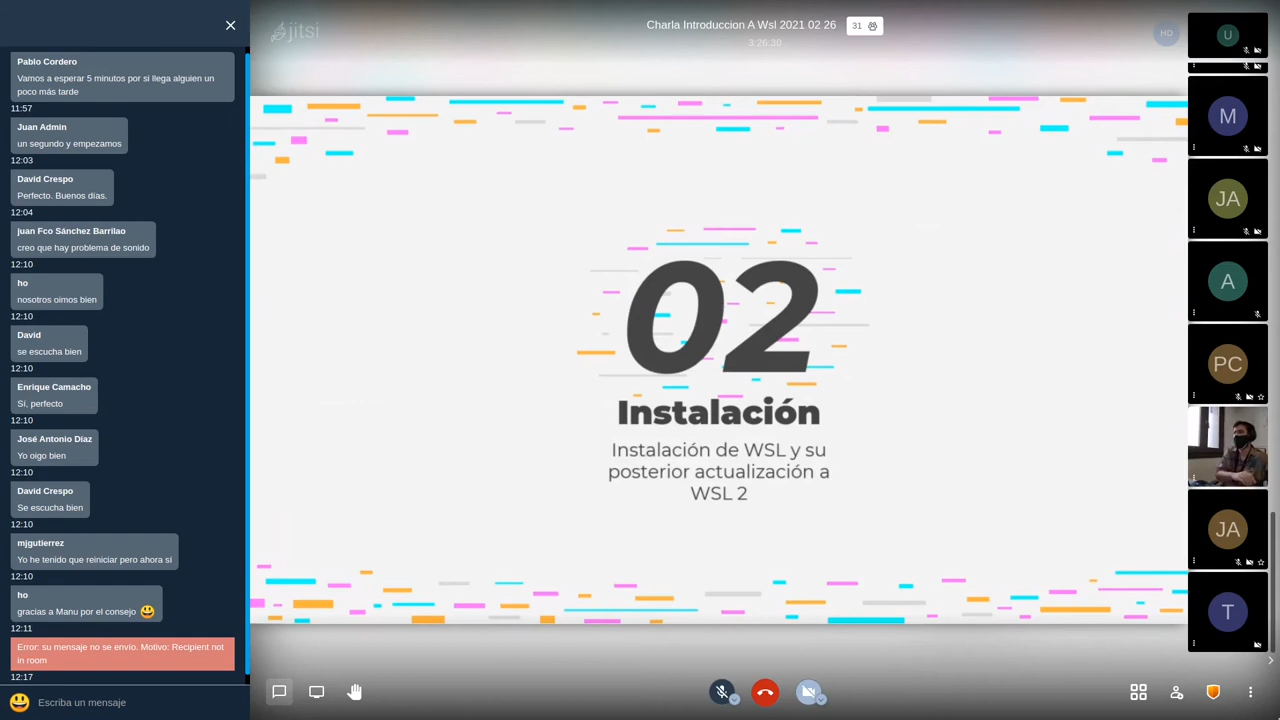 Pablo Cordero
Vamos a esperar 5 minutos por si llega alguien un
poco más tarde
11:57
Juan Admin
un segundo y empezamos
12:03
David Crespo
Perfecto. Buenos días.
12:04
juan Fco Sánchez Barrilao
creo que hay problema de sonido
12:10
ho
nosotros oimos bien
12:10
David
se escucha bien
12:10
Enrique Camacho
Sí, perfecto
12:10
José Antonio Díaz
Yo oigo bien
12:10
David Crespo
Se escucha bien
12:10
mjgutierrez
Yo he tenido que reiniciar pero ahora sí
12:10
ho
gracias a Manu por el consejo
12:11
Error: su mensaje no se envío. Motivo: Recipient not
in room
12:17
Escriba un mensaje
jitsi
Charla Introduccion A Wsl 2021 02 26
31
3:26:30
HD
02
Instalación
Instalación de WSL y su
posterior actualización a
WSL 2
U
M
JA
A
PC
JA
T